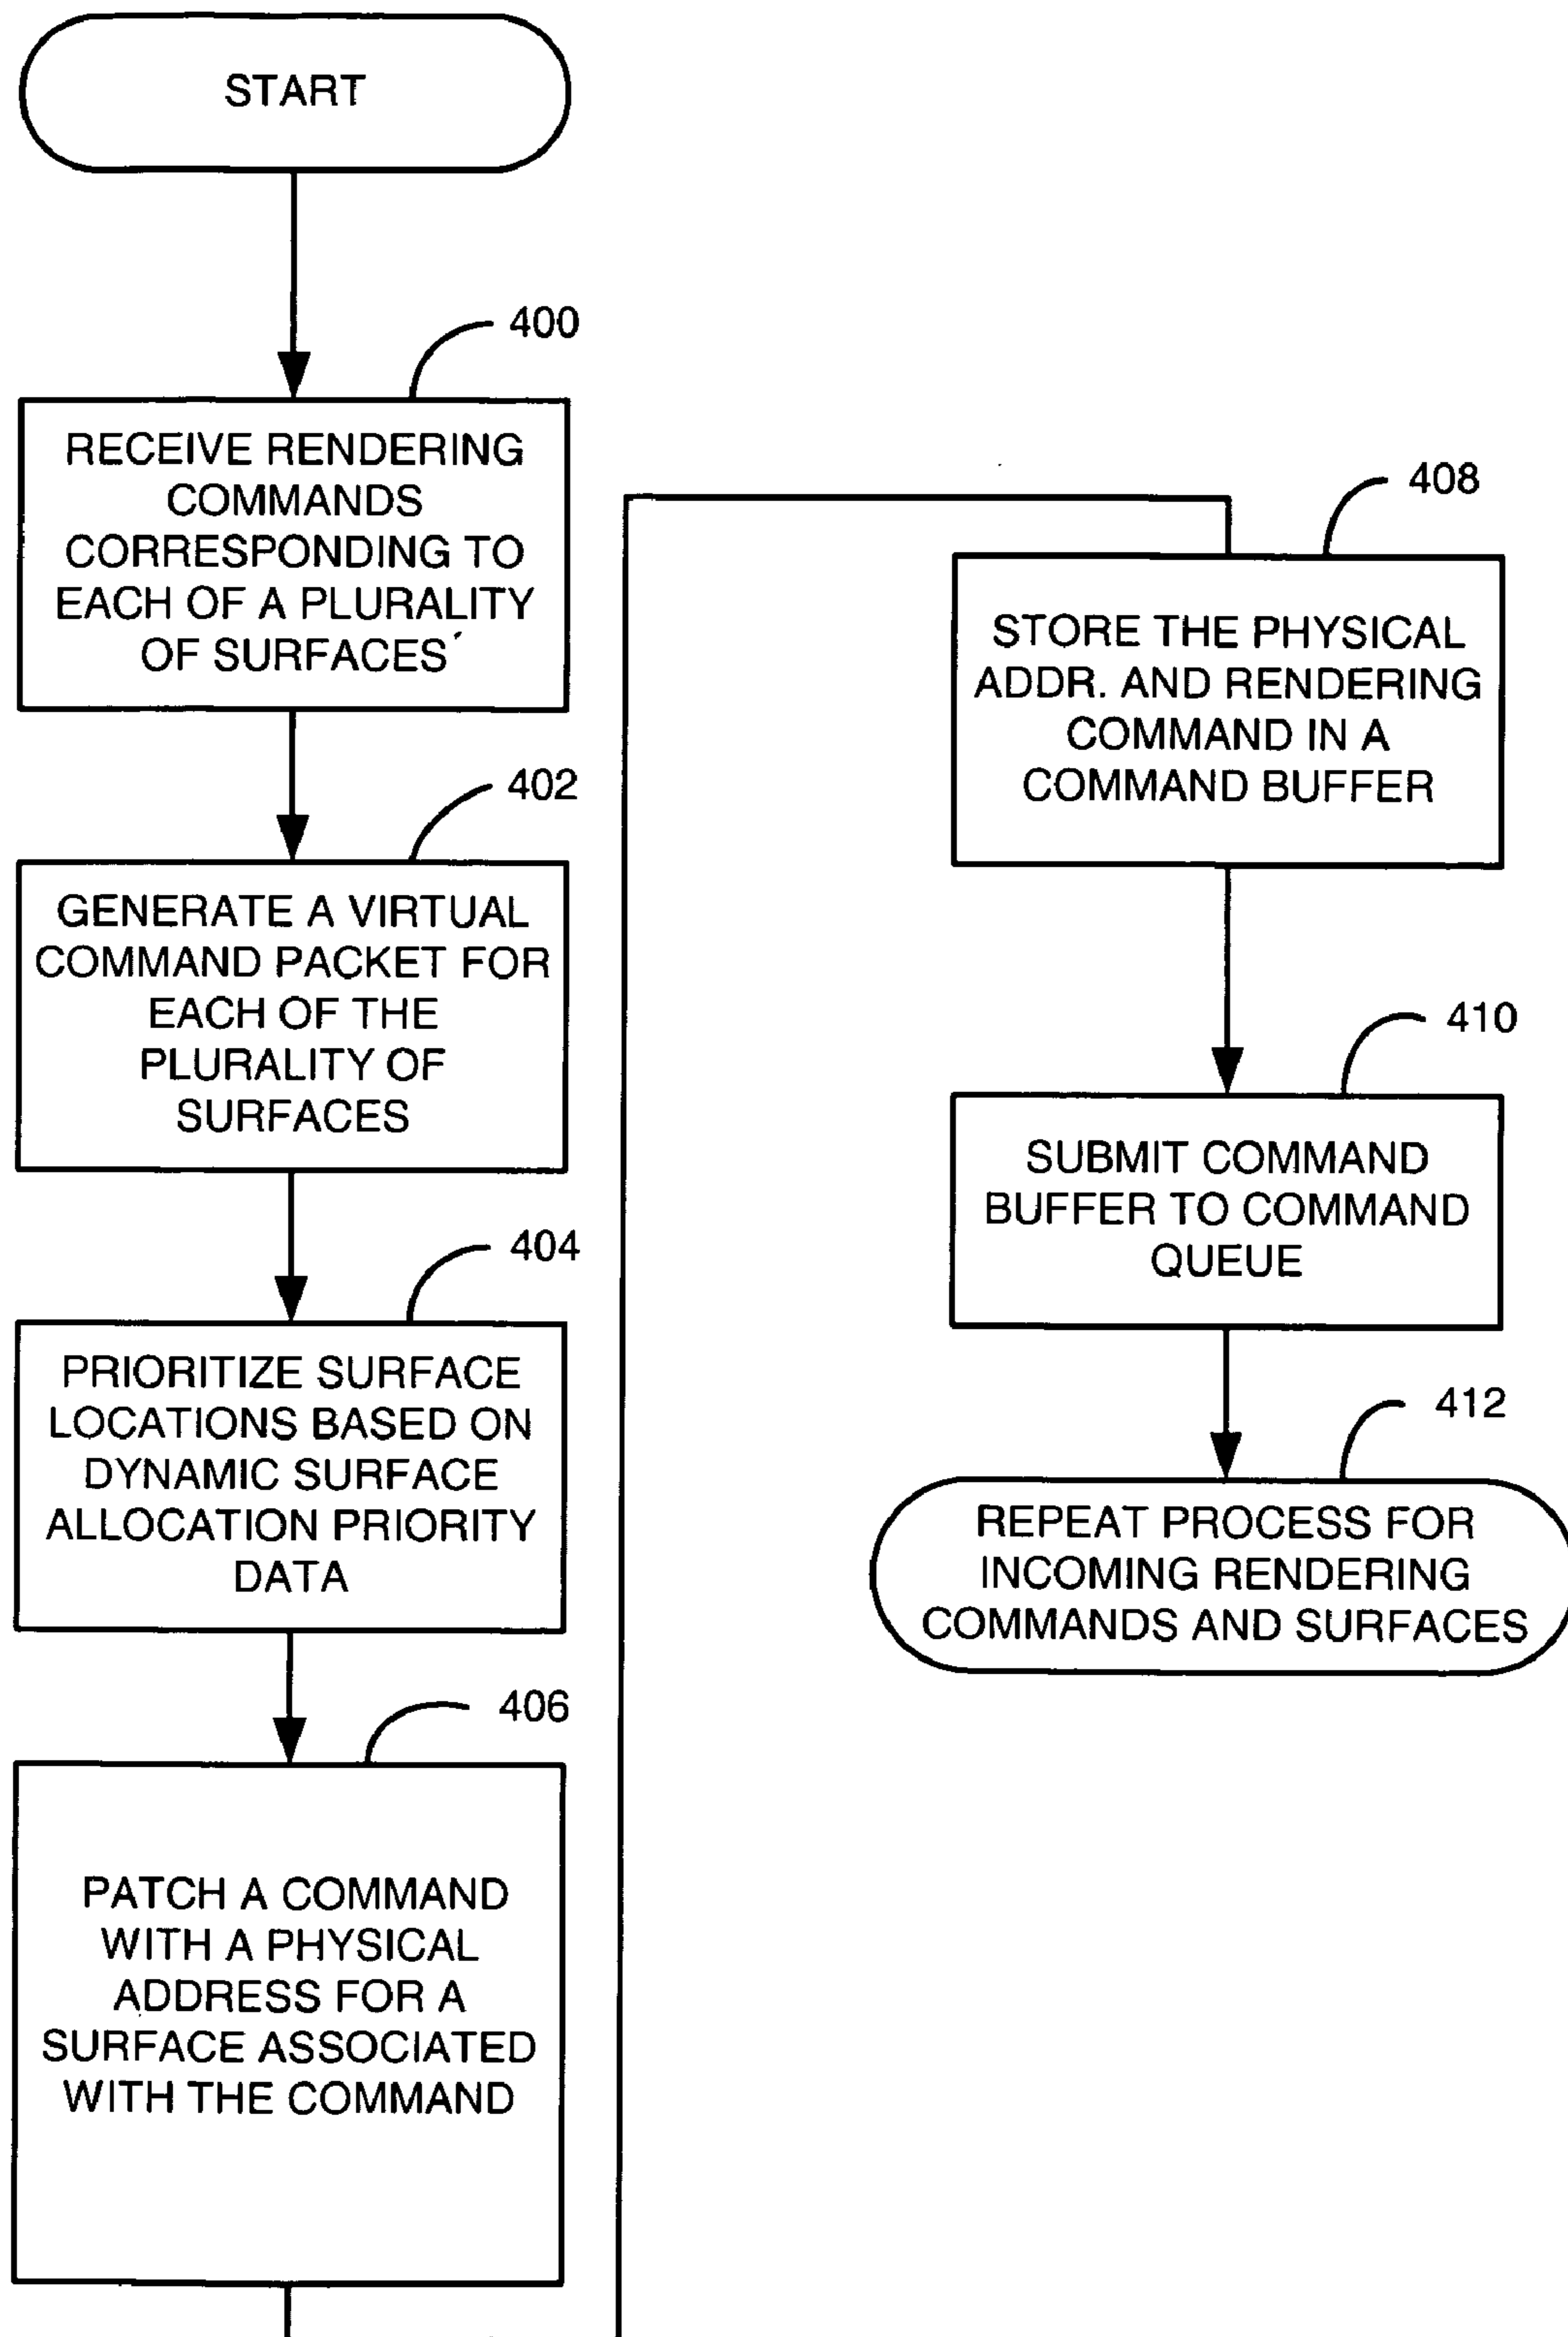 START
400
RECEIVE RENDERING
COMMANDS
CORRESPONDING TO
EACH OF A PLURALITY
OF SURFACES
402
GENERATE A VIRTUAL
COMMAND PACKET FOR
EACH OF THE
PLURALITY OF
SURFACES
404
PRIORITIZE SURFACE
LOCATIONS BASED ON
DYNAMIC SURFACE
ALLOCATION PRIORITY
DATA
406
PATCH A COMMAND
WITH A PHYSICAL
ADDRESS FOR A
SURFACE ASSOCIATED
WITH THE COMMAND
408
STORE THE PHYSICAL
ADDR. AND RENDERING
COMMAND IN A
COMMAND BUFFER
410
SUBMIT COMMAND
BUFFER TO COMMAND
QUEUE
412
REPEAT PROCESS FOR
INCOMING RENDERING
COMMANDS AND SURFACES